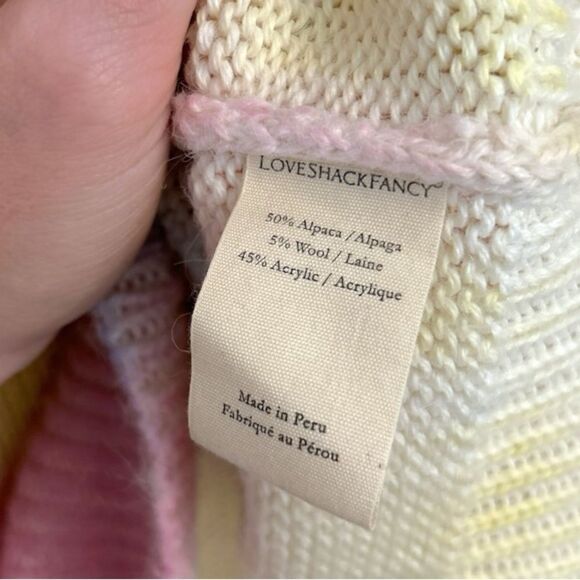 LOVESHACKFANCY
50% Alpaca / Alpaga
5% Wool / Laine
45% Acrylic / Acrylique
Made in Peru
Fabriqué au Pérou